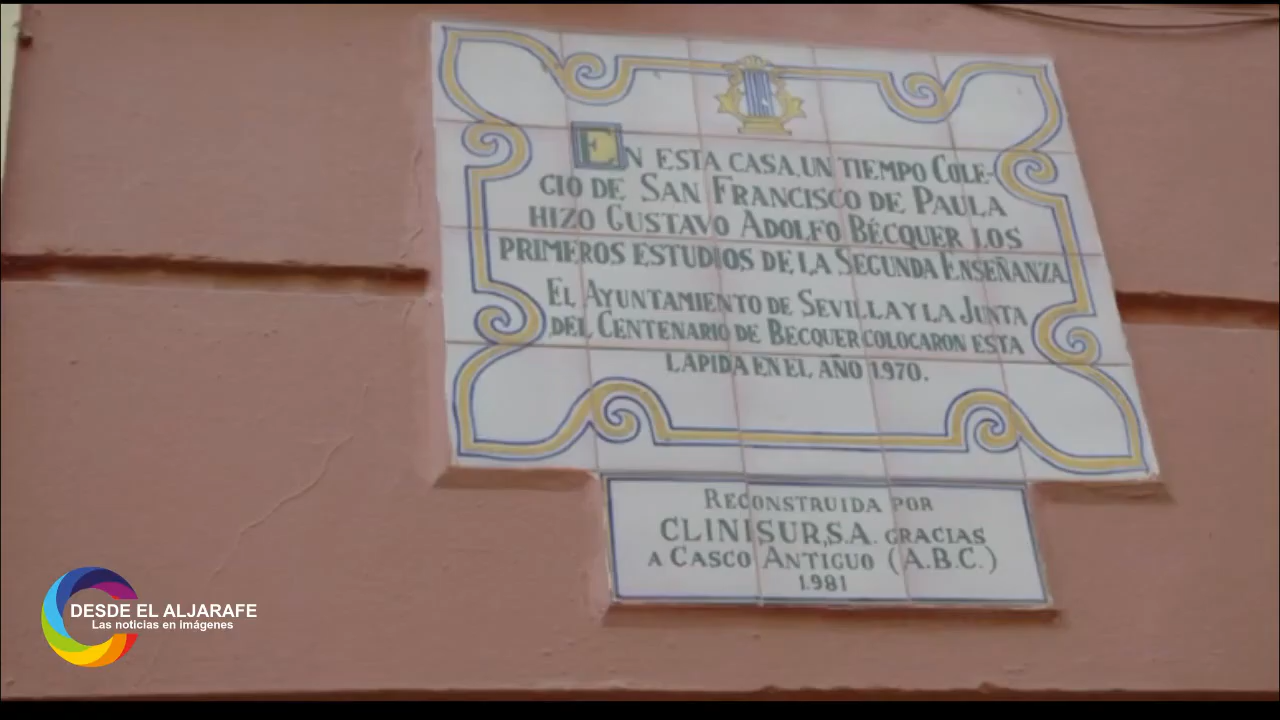 EN ESTA CASA, UN TIEMPO COLE-
CIO DE SAN FRANCISCO DE PAULA
HIZO GUSTAVO ADOLFO BÉCQUER LOS
PRIMEROS ESTUDIOS DE LA SEGUNDA ENSEÑANZA
EL AYUNTAMIENTO DE SEVILLA Y LA JUNTA
DEL CENTENARIO DE BECQUER COLOCARON ESTA
LAPIDA EN EL AÑO 1.970.
RECONSTRUIDA POR
CLINISUR, S.A. GRACIAS
A CASCO ANTIGUO (A.B.C.)
1.981
DESDE EL ALJARAFE
Las noticias en imágenes